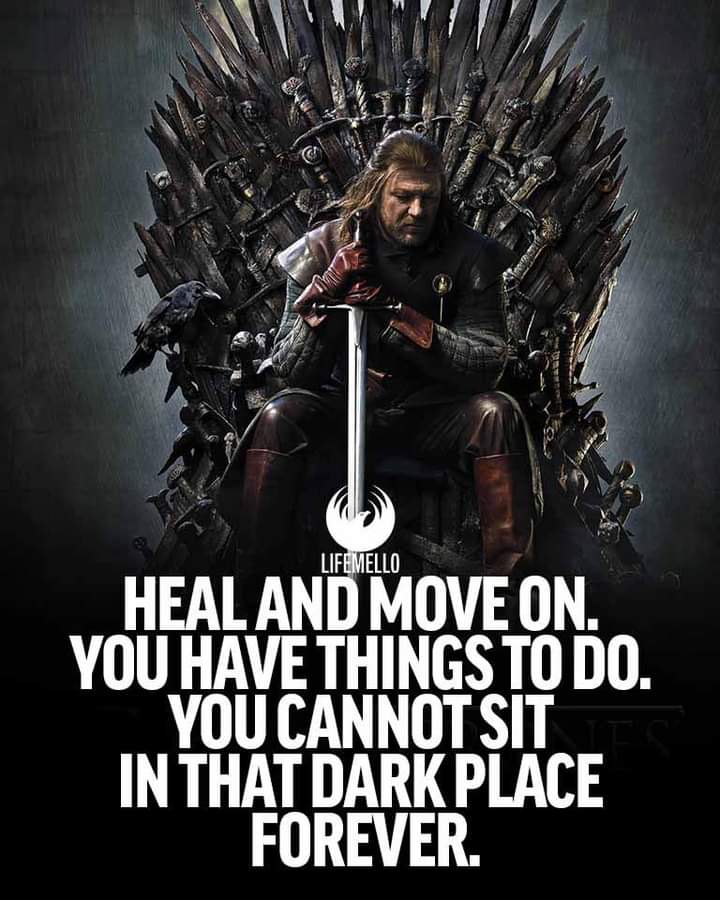 LIFEMELLO
HEAL AND MOVE ON.
YOU HAVE THINGS TO DO.
YOU CANNOT SIT
IN THAT DARK PLACE
FOREVER.